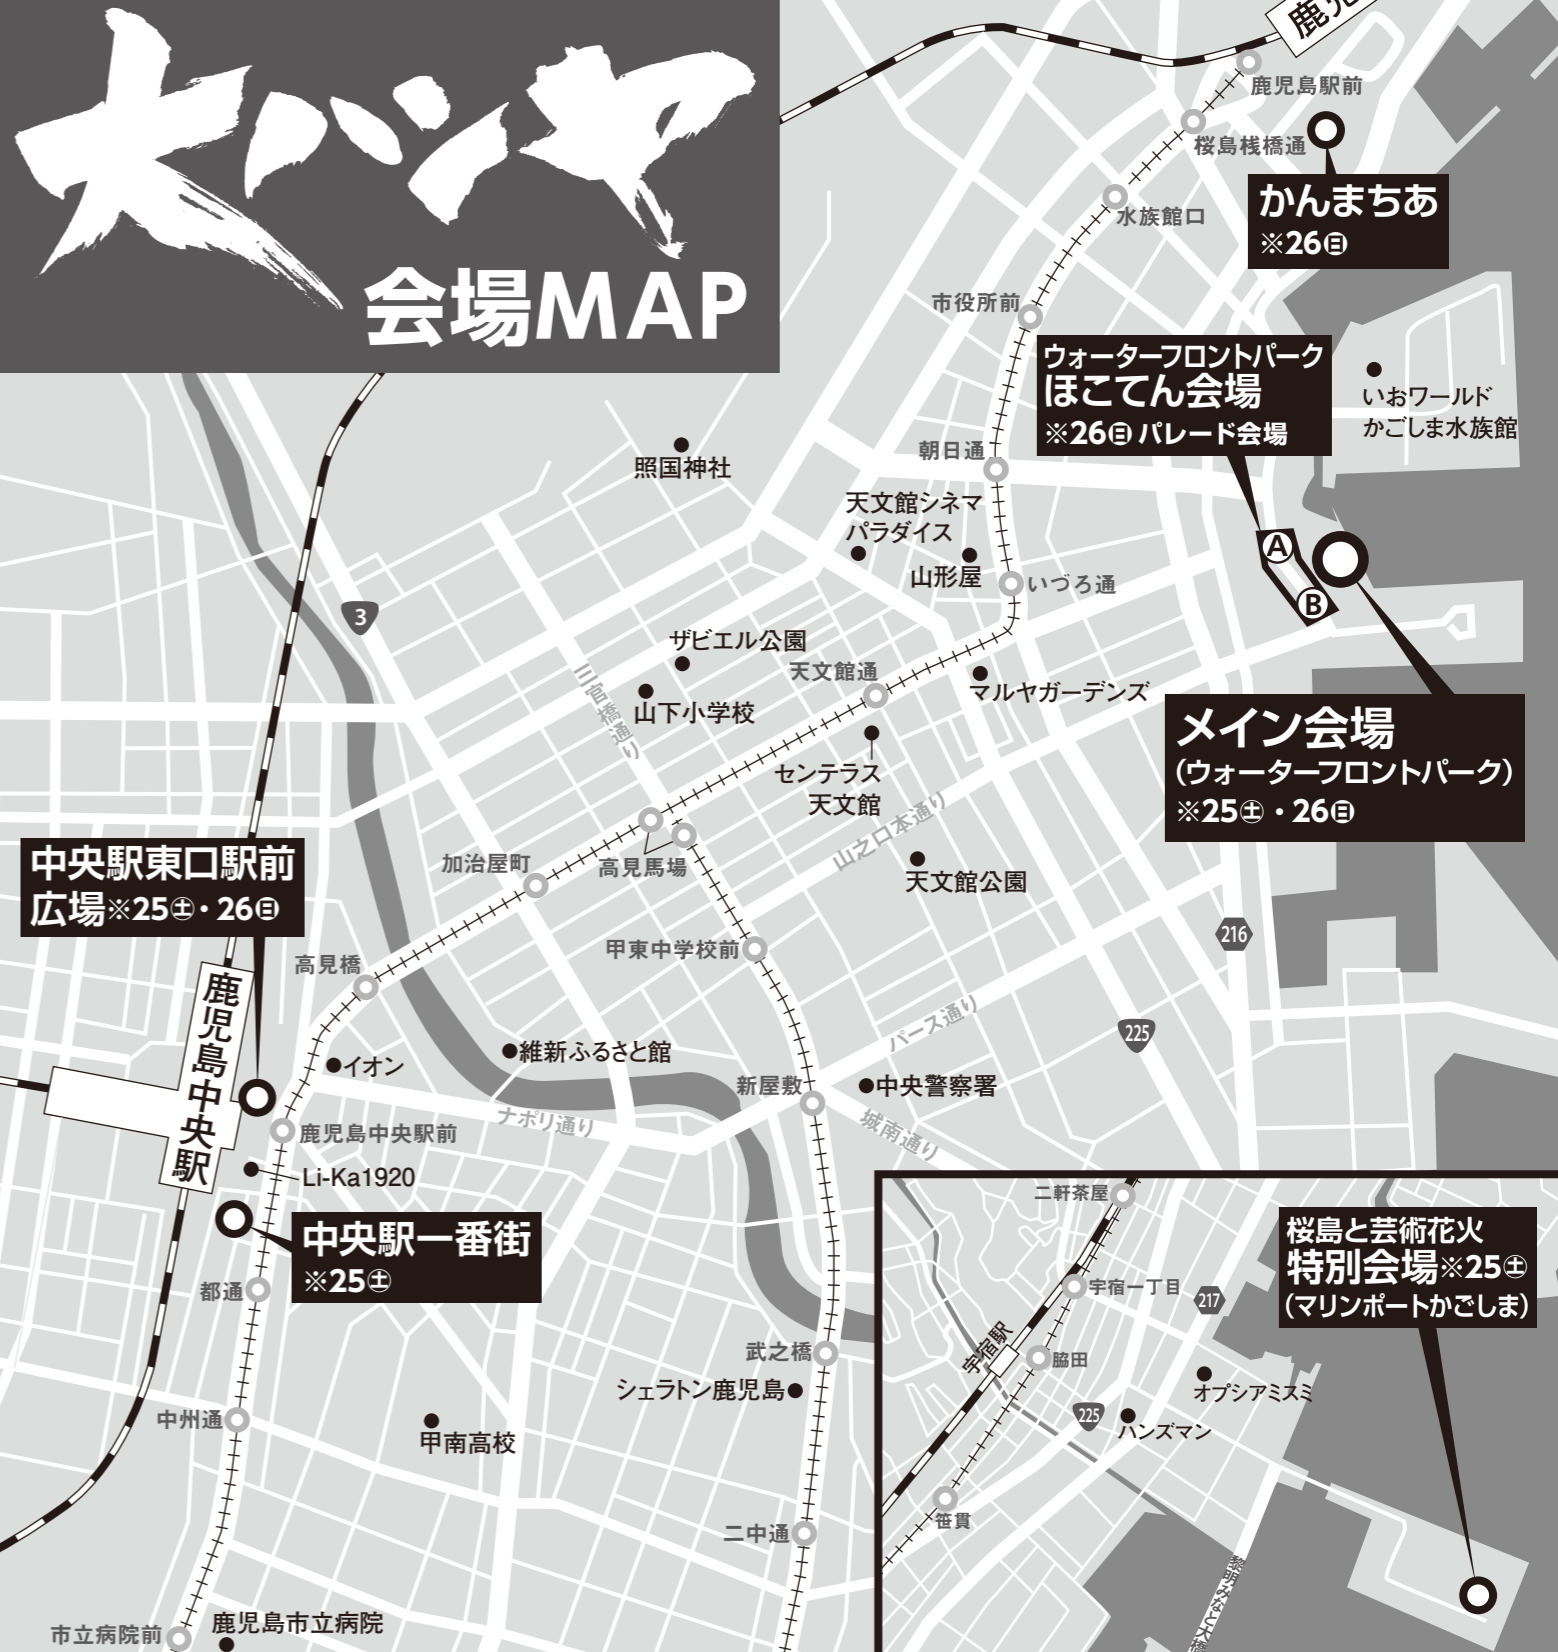 大ハンヤ
会場MAP
鹿児
鹿児島駅前
桜島桟橋通
かんまちあ
※26㊐
水族館口
市役所前
ウォーターフロントパーク
ほこてん会場
※26㊐ パレード会場
いおワールド
かごしま水族館
朝日通
照国神社
天文館シネマ
パラダイス
山形屋
いづろ通
A
B
3
ザビエル公園
三官橋通り
天文館通
マルヤガーデンズ
山下小学校
メイン会場
(ウォーターフロントパーク)
※25㊏・26㊐
センテラス
天文館
山之口本通り
中央駅東口駅前
広場※25㊏・26㊐
加治屋町
高見馬場
天文館公園
216
甲東中学校前
高見橋
鹿児島中央駅
パース通り
225
イオン
維新ふるさと館
新屋敷
中央警察署
ナポリ通り
城南通り
鹿児島中央駅前
Li-Ka1920
中央駅一番街
※25㊏
都通
二軒茶屋
桜島と芸術花火
特別会場※25㊏
(マリンポートかごしま)
宇宿一丁目
217
宇宿駅
脇田
武之橋
シェラトン鹿児島
オプシアミスミ
225
ハンズマン
中州通
甲南高校
笹貫
二中通
黎明みなと大橋
市立病院前
鹿児島市立病院